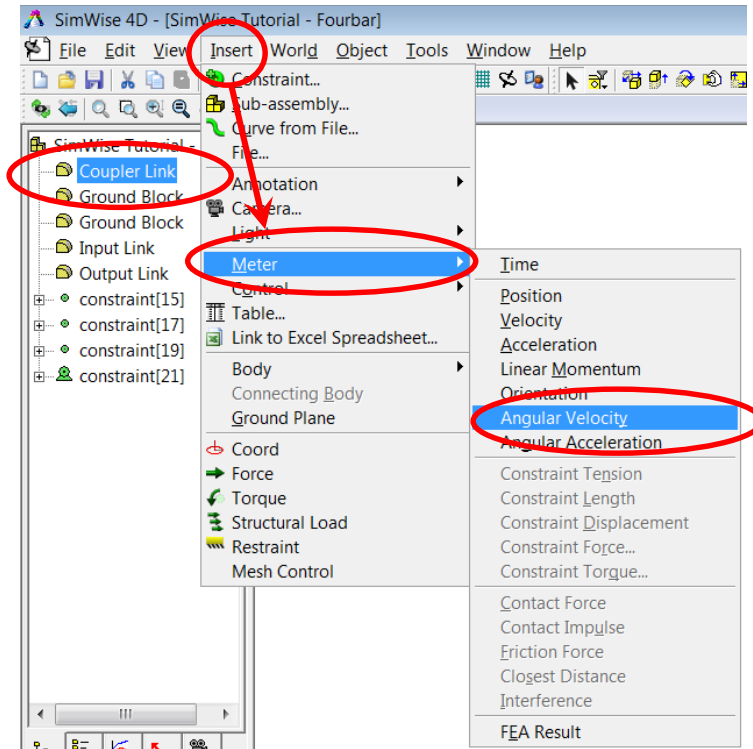 SimWise 4D - [SimWise Tutorial - Fourbar]
File Edit View Insert World Object Tools Window Help
SimWise Tutorial -
Coupler Link
Ground Block
Ground Block
Input Link
Output Link
constraint[15]
constraint[17]
constraint[19]
constraint[21]
Constraint...
Sub-assembly...
Curve from File...
File...
Annotation
Camera...
Light
Meter
Control
Table...
Link to Excel Spreadsheet...
Body
Connecting Body
Ground Plane
Coord
Force
Torque
Structural Load
Restraint
Mesh Control
Time
Position
Velocity
Acceleration
Linear Momentum
Orientation
Angular Velocity
Angular Acceleration
Constraint Tension
Constraint Length
Constraint Displacement
Constraint Force...
Constraint Torque...
Contact Force
Contact Impulse
Friction Force
Closest Distance
Interference
FEA Result